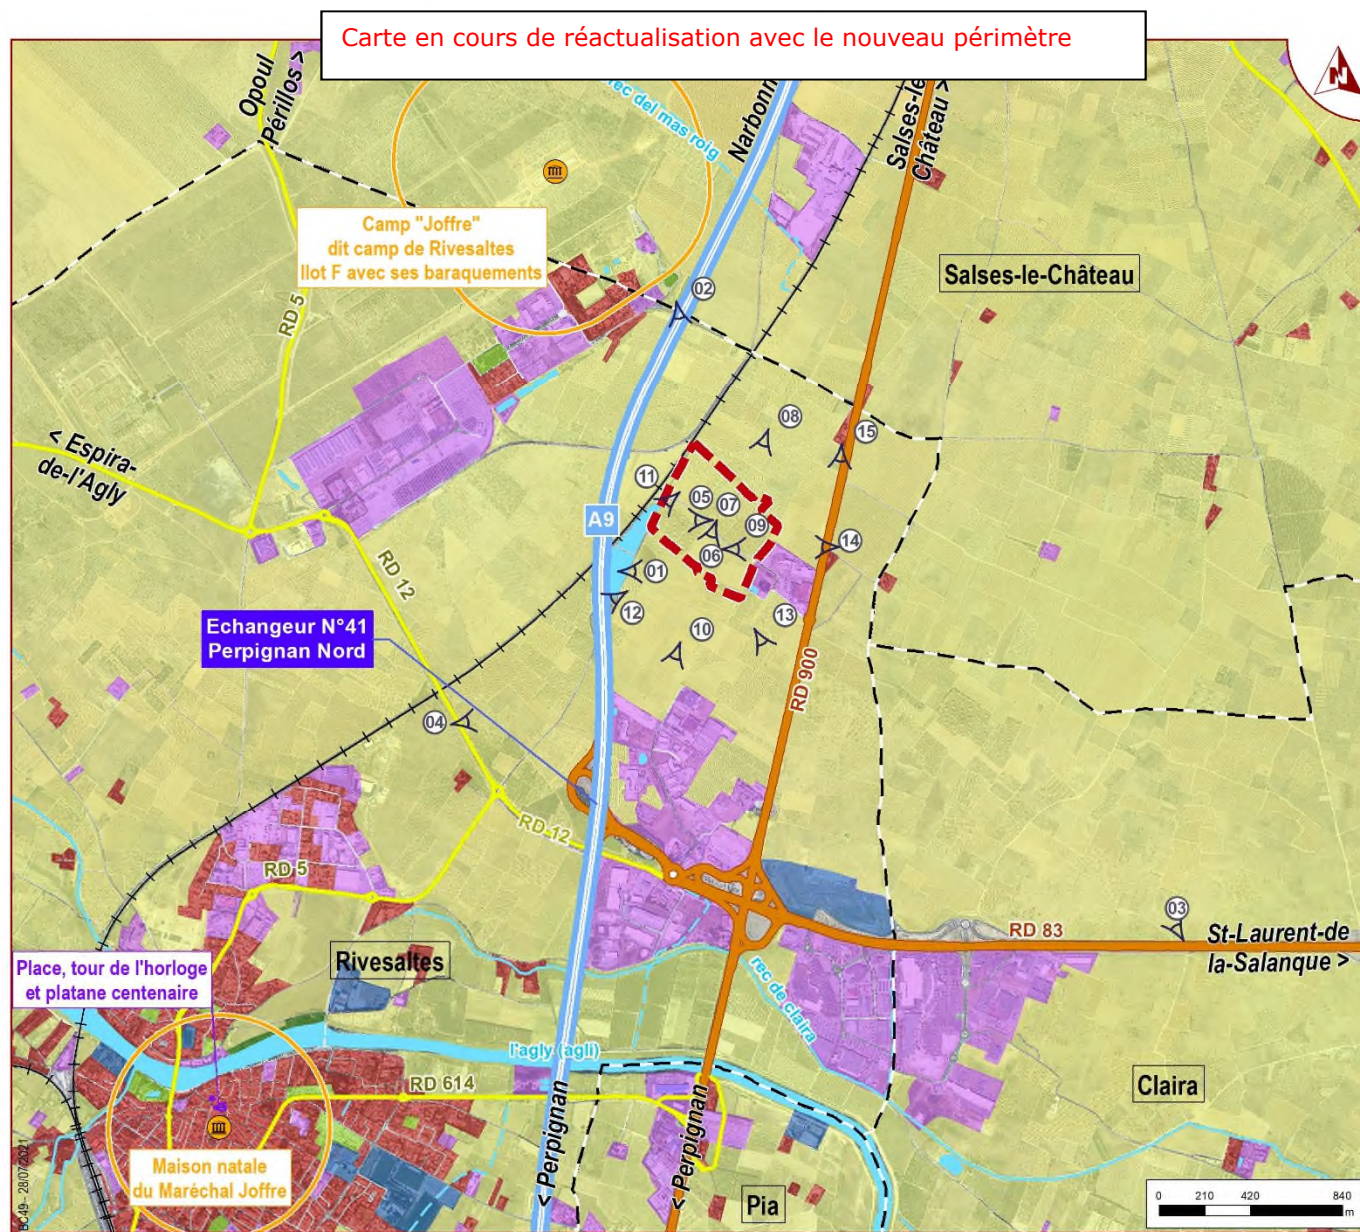 Carte en cours de réactualisation avec le nouveau périmètre
N
Opoul
Périllos >
rec del mas roig
Narbonn
Salses-le-
Château >
Camp "Joffre"
dit camp de Rivesaltes
Ilot F avec ses baraquements
Salses-le-Château
RD 5
02
08
15
< Espira-
de-l'Agly
11
05
07
A9
09
14
06
RD 12
01
12
13
10
Echangeur N°41
Perpignan Nord
RD 900
04
RD 12
RD 5
03
RD 83
St-Laurent-de
la-Salanque >
Rivesaltes
Place, tour de l'horloge
et platane centenaire
rec de claira
l'agly (agli)
RD 614
Claira
< Perpignan
< Perpignan
Maison natale
du Maréchal Joffre
Pia
BC49 - 28/07/2021
0 210 420 840
m